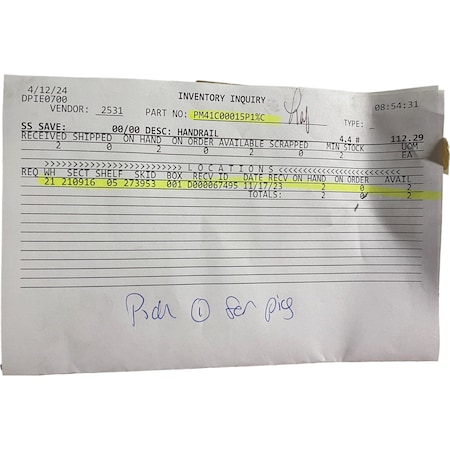 4/12/24 INVENTORY INQUIRY 08:54:31
DPIE0700
VENDOR: 2531 PART NO: PM41C00015P1%C TYPE: _
SS SAVE: 00/00 DESC: HANDRAIL 4.4 # 112.29
RECEIVED SHIPPED ON HAND ON ORDER AVAILABLE SCRAPPED MIN STOCK UOM
2 0 2 0 2 0 2 EA
>>>>>>>>>>>>>>>>>>>>>> L O C A T I O N S <<<<<<<<<<<<<<<<<<<<<<
REQ WH SECT SHELF SKID BOX RECV ID DATE RECV ON HAND ON ORDER AVAIL
21 210916 05 273953 001 D000067495 11/17/23 2 0 2
TOTALS: 2 0 2
Pick 1 for pics